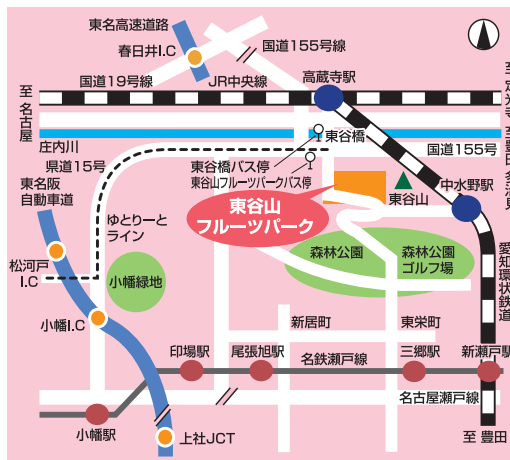 東名高速道路
春日井I.C
国道155号線
国道19号線
JR中央線
高蔵寺駅
至 名古屋
庄内川
東谷橋
国道155号
県道15号
東谷橋バス停
東谷山フルーツパークバス停
東名阪
自動車道
ゆとりーと
ライン
東谷山
フルーツパーク
東谷山
中水野駅
松河戸
I.C
小幡緑地
森林公園
森林公園
ゴルフ場
愛知環状鉄道
小幡I.C
新居町
東栄町
印場駅
尾張旭駅
名鉄瀬戸線
三郷駅
新瀬戸駅
名古屋瀬戸線
小幡駅
上社JCT
至 豊田